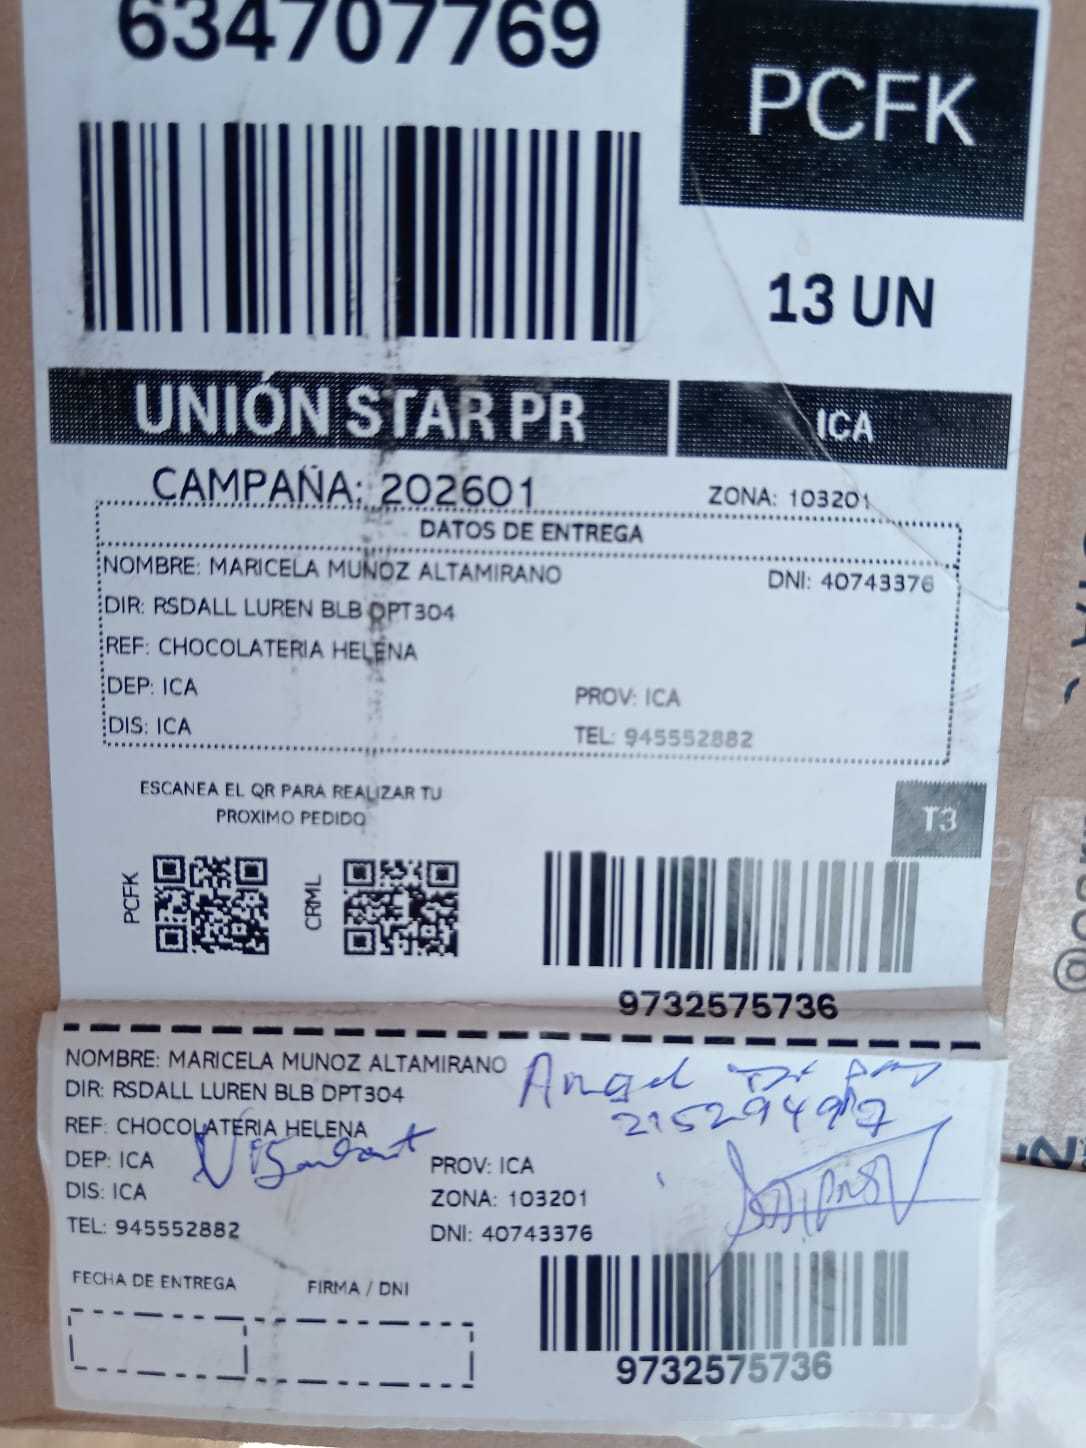 634707769
PCFK
13 UN
UNIÓN STAR PR
ICA
CAMPAÑA: 202601
ZONA: 103201
DATOS DE ENTREGA
NOMBRE: MARICELA MUÑOZ ALTAMIRANO
DNI: 40743376
DIR: RSDALL LUREN BLB DPT304
REF: CHOCOLATERIA HELENA
DEP: ICA
PROV: ICA
DIS: ICA
TEL: 945552882
ESCANEA EL QR PARA REALIZAR TU
PROXIMO PEDIDO
T3
PCFK
CRML
9732575736
NOMBRE: MARICELA MUNOZ ALTAMIRANO
Angel
DIR: RSDALL LUREN BLB DPT304
REF: CHOCOLATERIA HELENA
DEP: ICA
PROV: ICA
DIS: ICA
ZONA: 103201
TEL: 945552882
DNI: 40743376
FECHA DE ENTREGA
FIRMA / DNI
9732575736